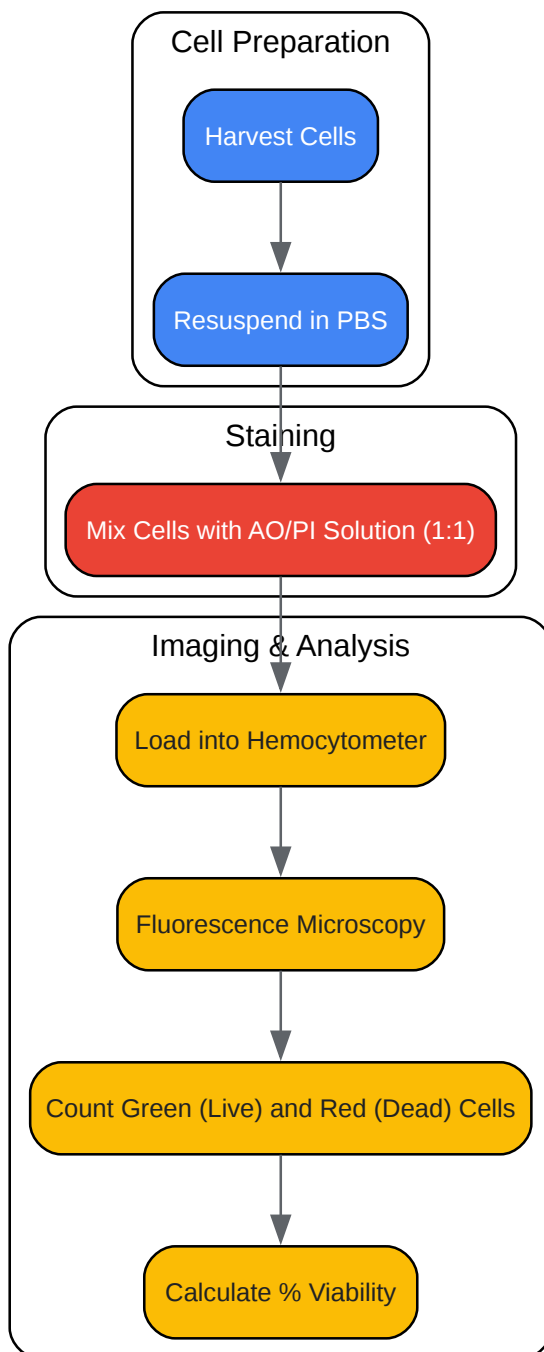 Cell Preparation
Harvest Cells
Resuspend in PBS
Staining
Mix Cells with AO/PI Solution (1:1)
Imaging & Analysis
Load into Hemocytometer
Fluorescence Microscopy
Count Green (Live) and Red (Dead) Cells
Calculate % Viability